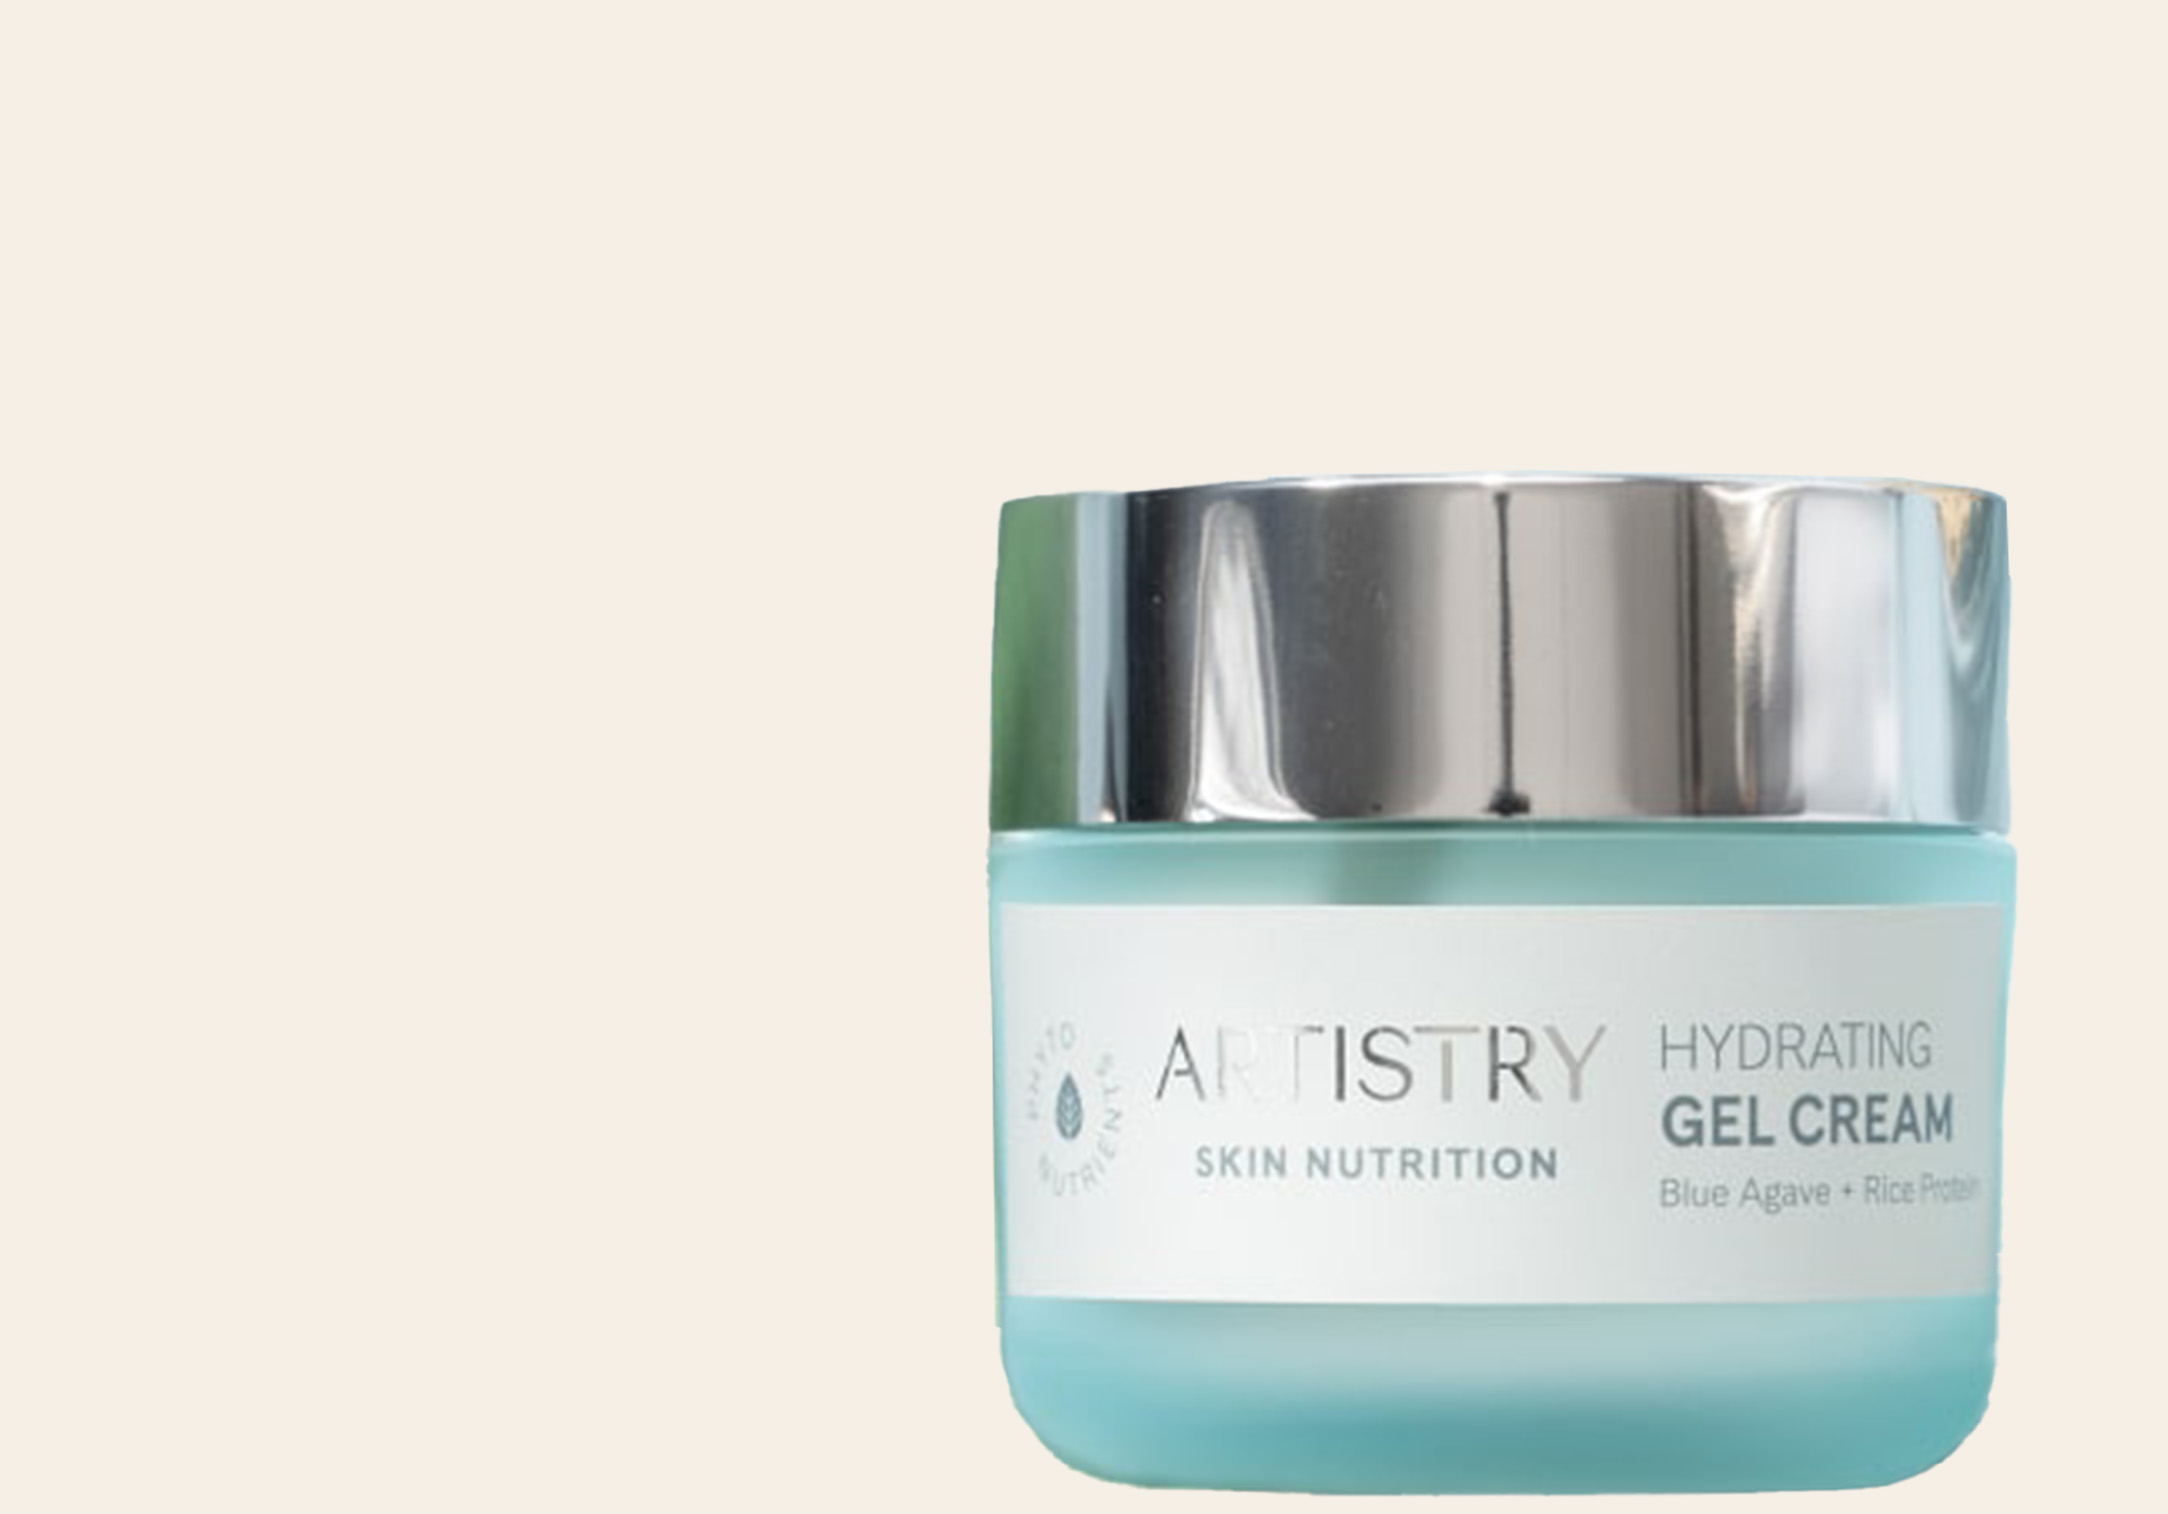 PHYTO NUTRIENTS
ARTISTRY
SKIN NUTRITION
HYDRATING
GEL CREAM
Blue Agave + Rice Protein